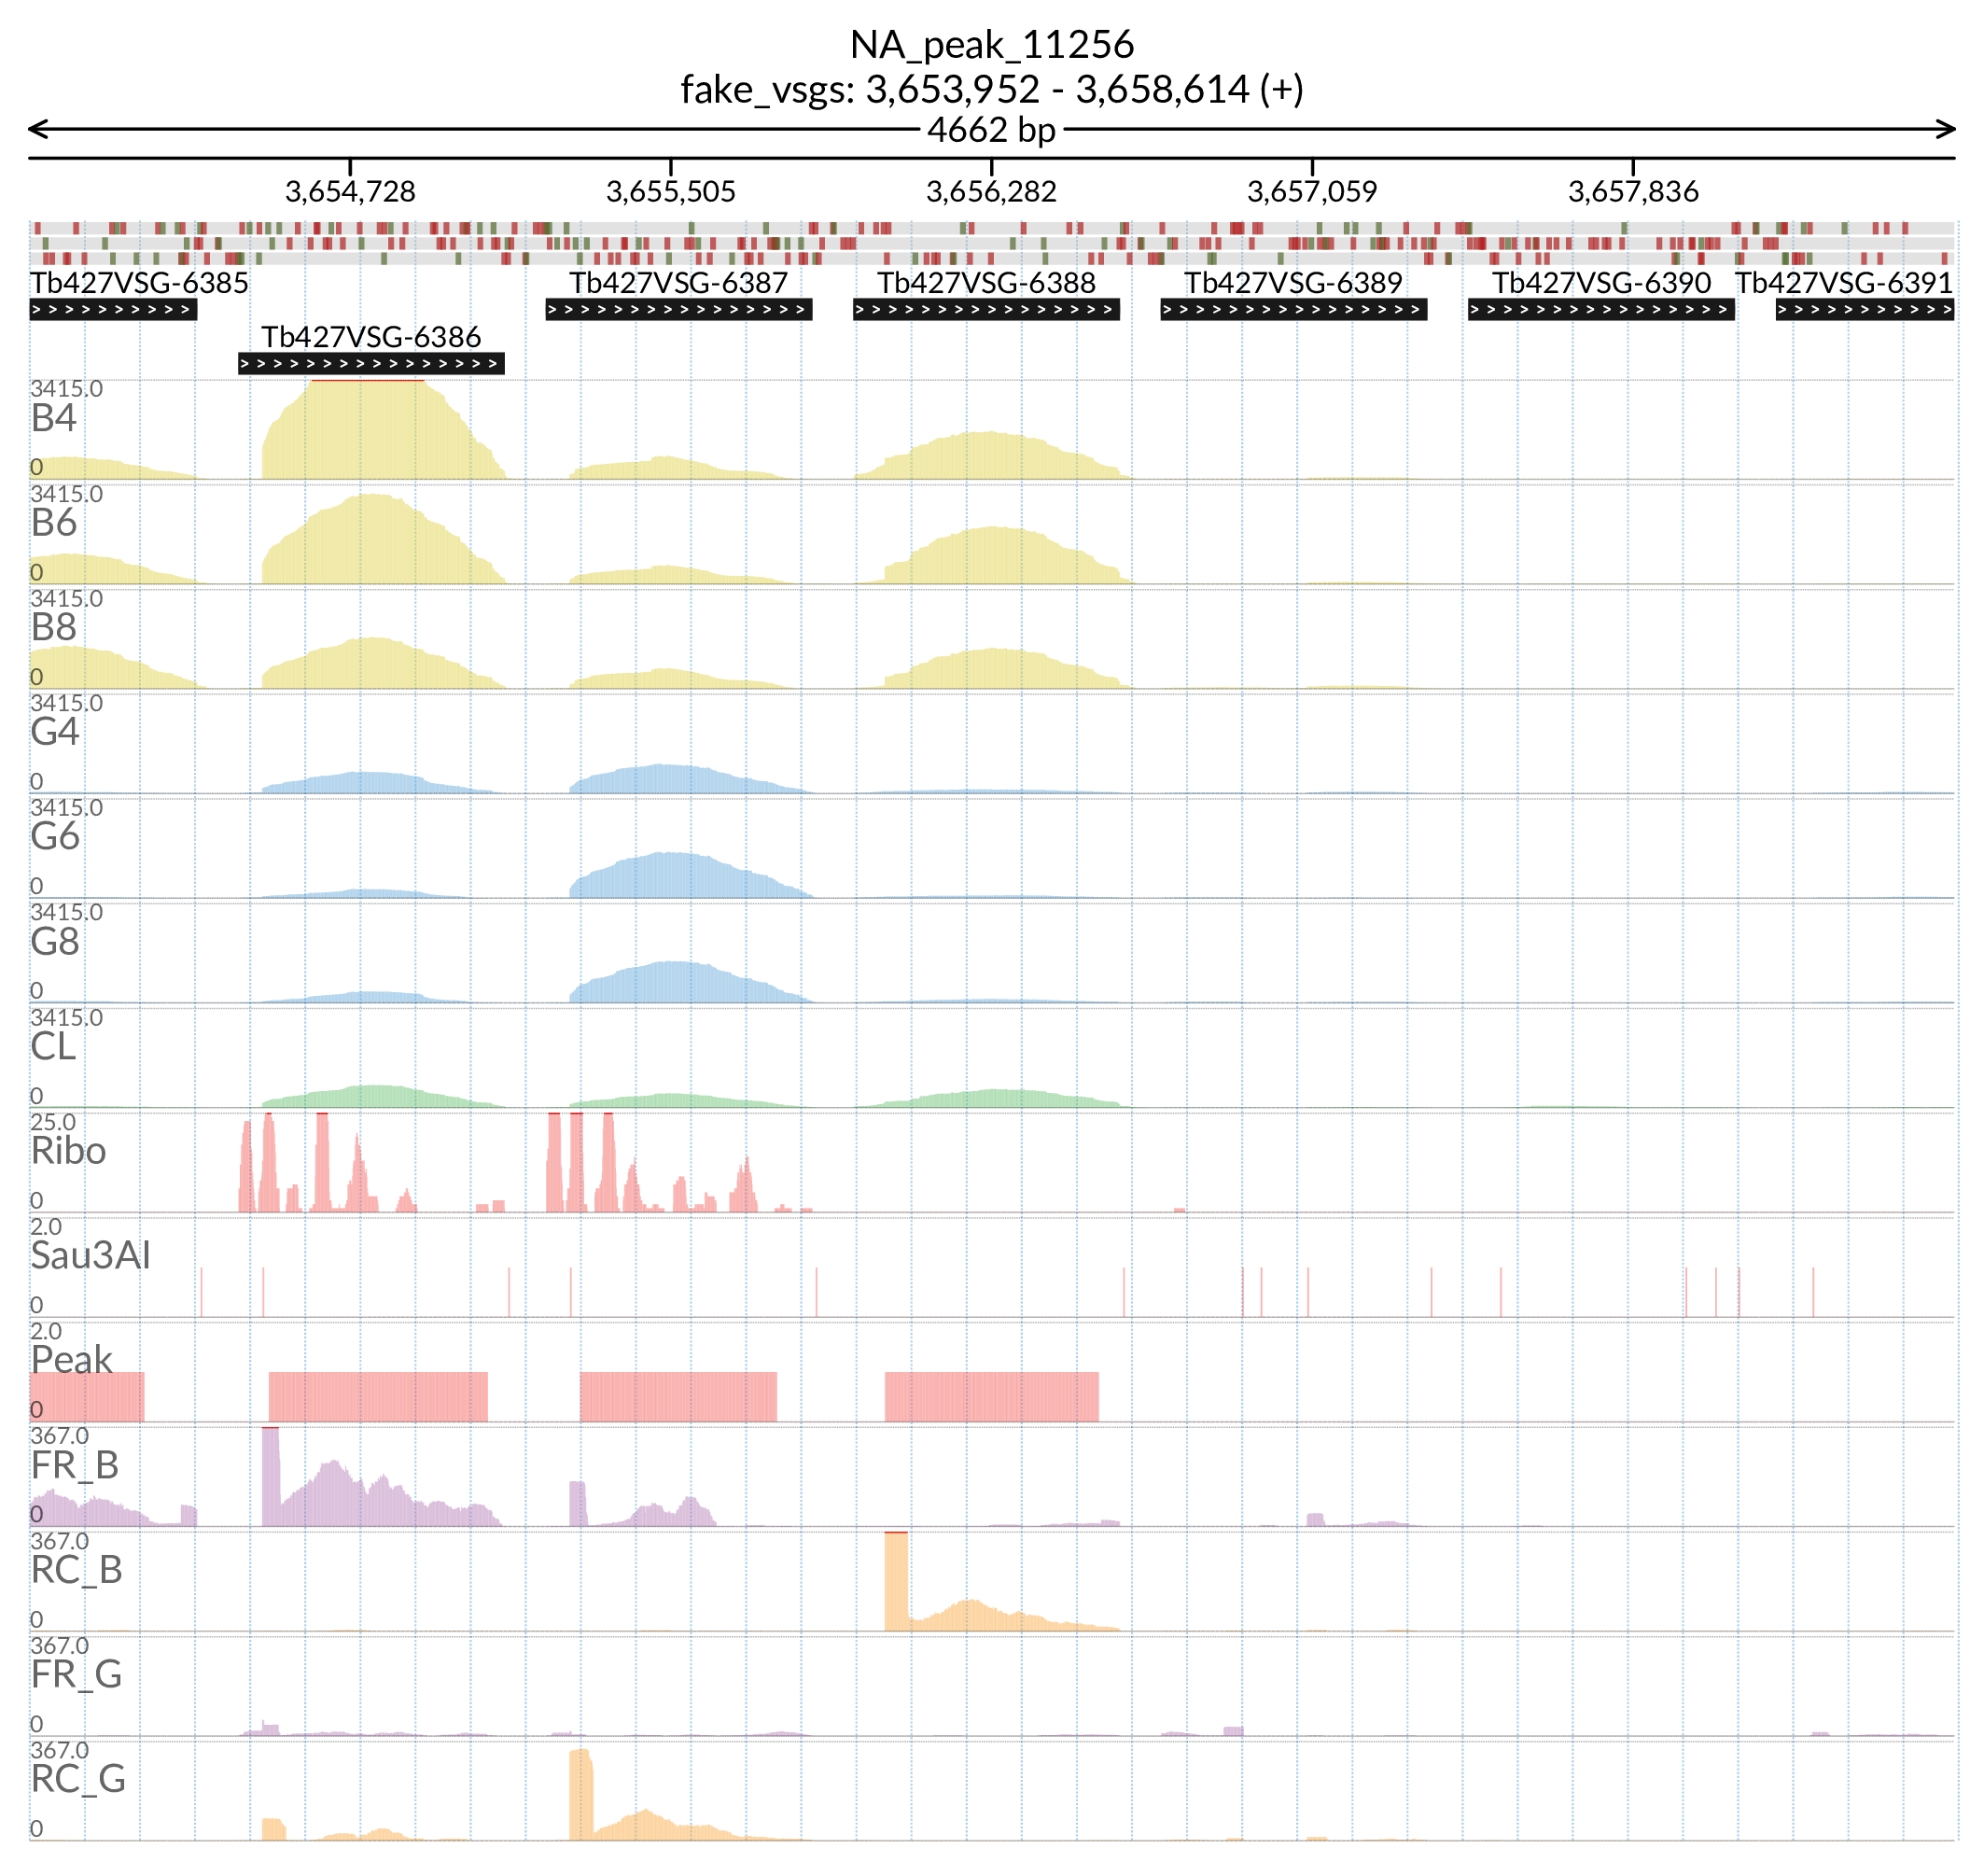 NA_peak_11256
fake_vsgs: 3,653,952 - 3,658,614 (+)
4662 bp
3,654,728 3,655,505 3,656,282 3,657,059 3,657,836
Tb427VSG-6385 Tb427VSG-6387 Tb427VSG-6388 Tb427VSG-6389 Tb427VSG-6390 Tb427VSG-6391
Tb427VSG-6386
3415.0
B4
0
3415.0
B6
0
3415.0
B8
0
3415.0
G4
0
3415.0
G6
0
3415.0
G8
0
3415.0
CL
0
25.0
Ribo
0
2.0
Sau3AI
0
2.0
Peak
0
367.0
FR_B
0
367.0
RC_B
0
367.0
FR_G
0
367.0
RC_G
0